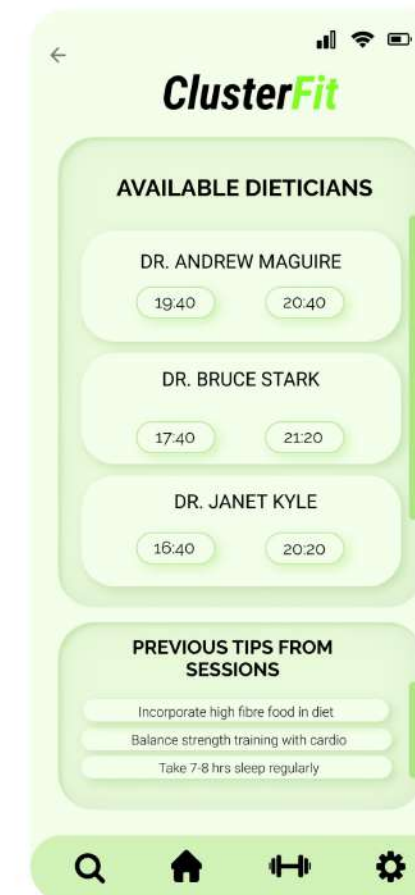 ClusterFit
AVAILABLE DIETICIANS
DR. ANDREW MAGUIRE
19:40 20:40
DR. BRUCE STARK
17:40 21:20
DR. JANET KYLE
16:40 20:20
PREVIOUS TIPS FROM
SESSIONS
Incorporate high fibre food in diet
Balance strength training with cardio
Take 7-8 hrs sleep regularly